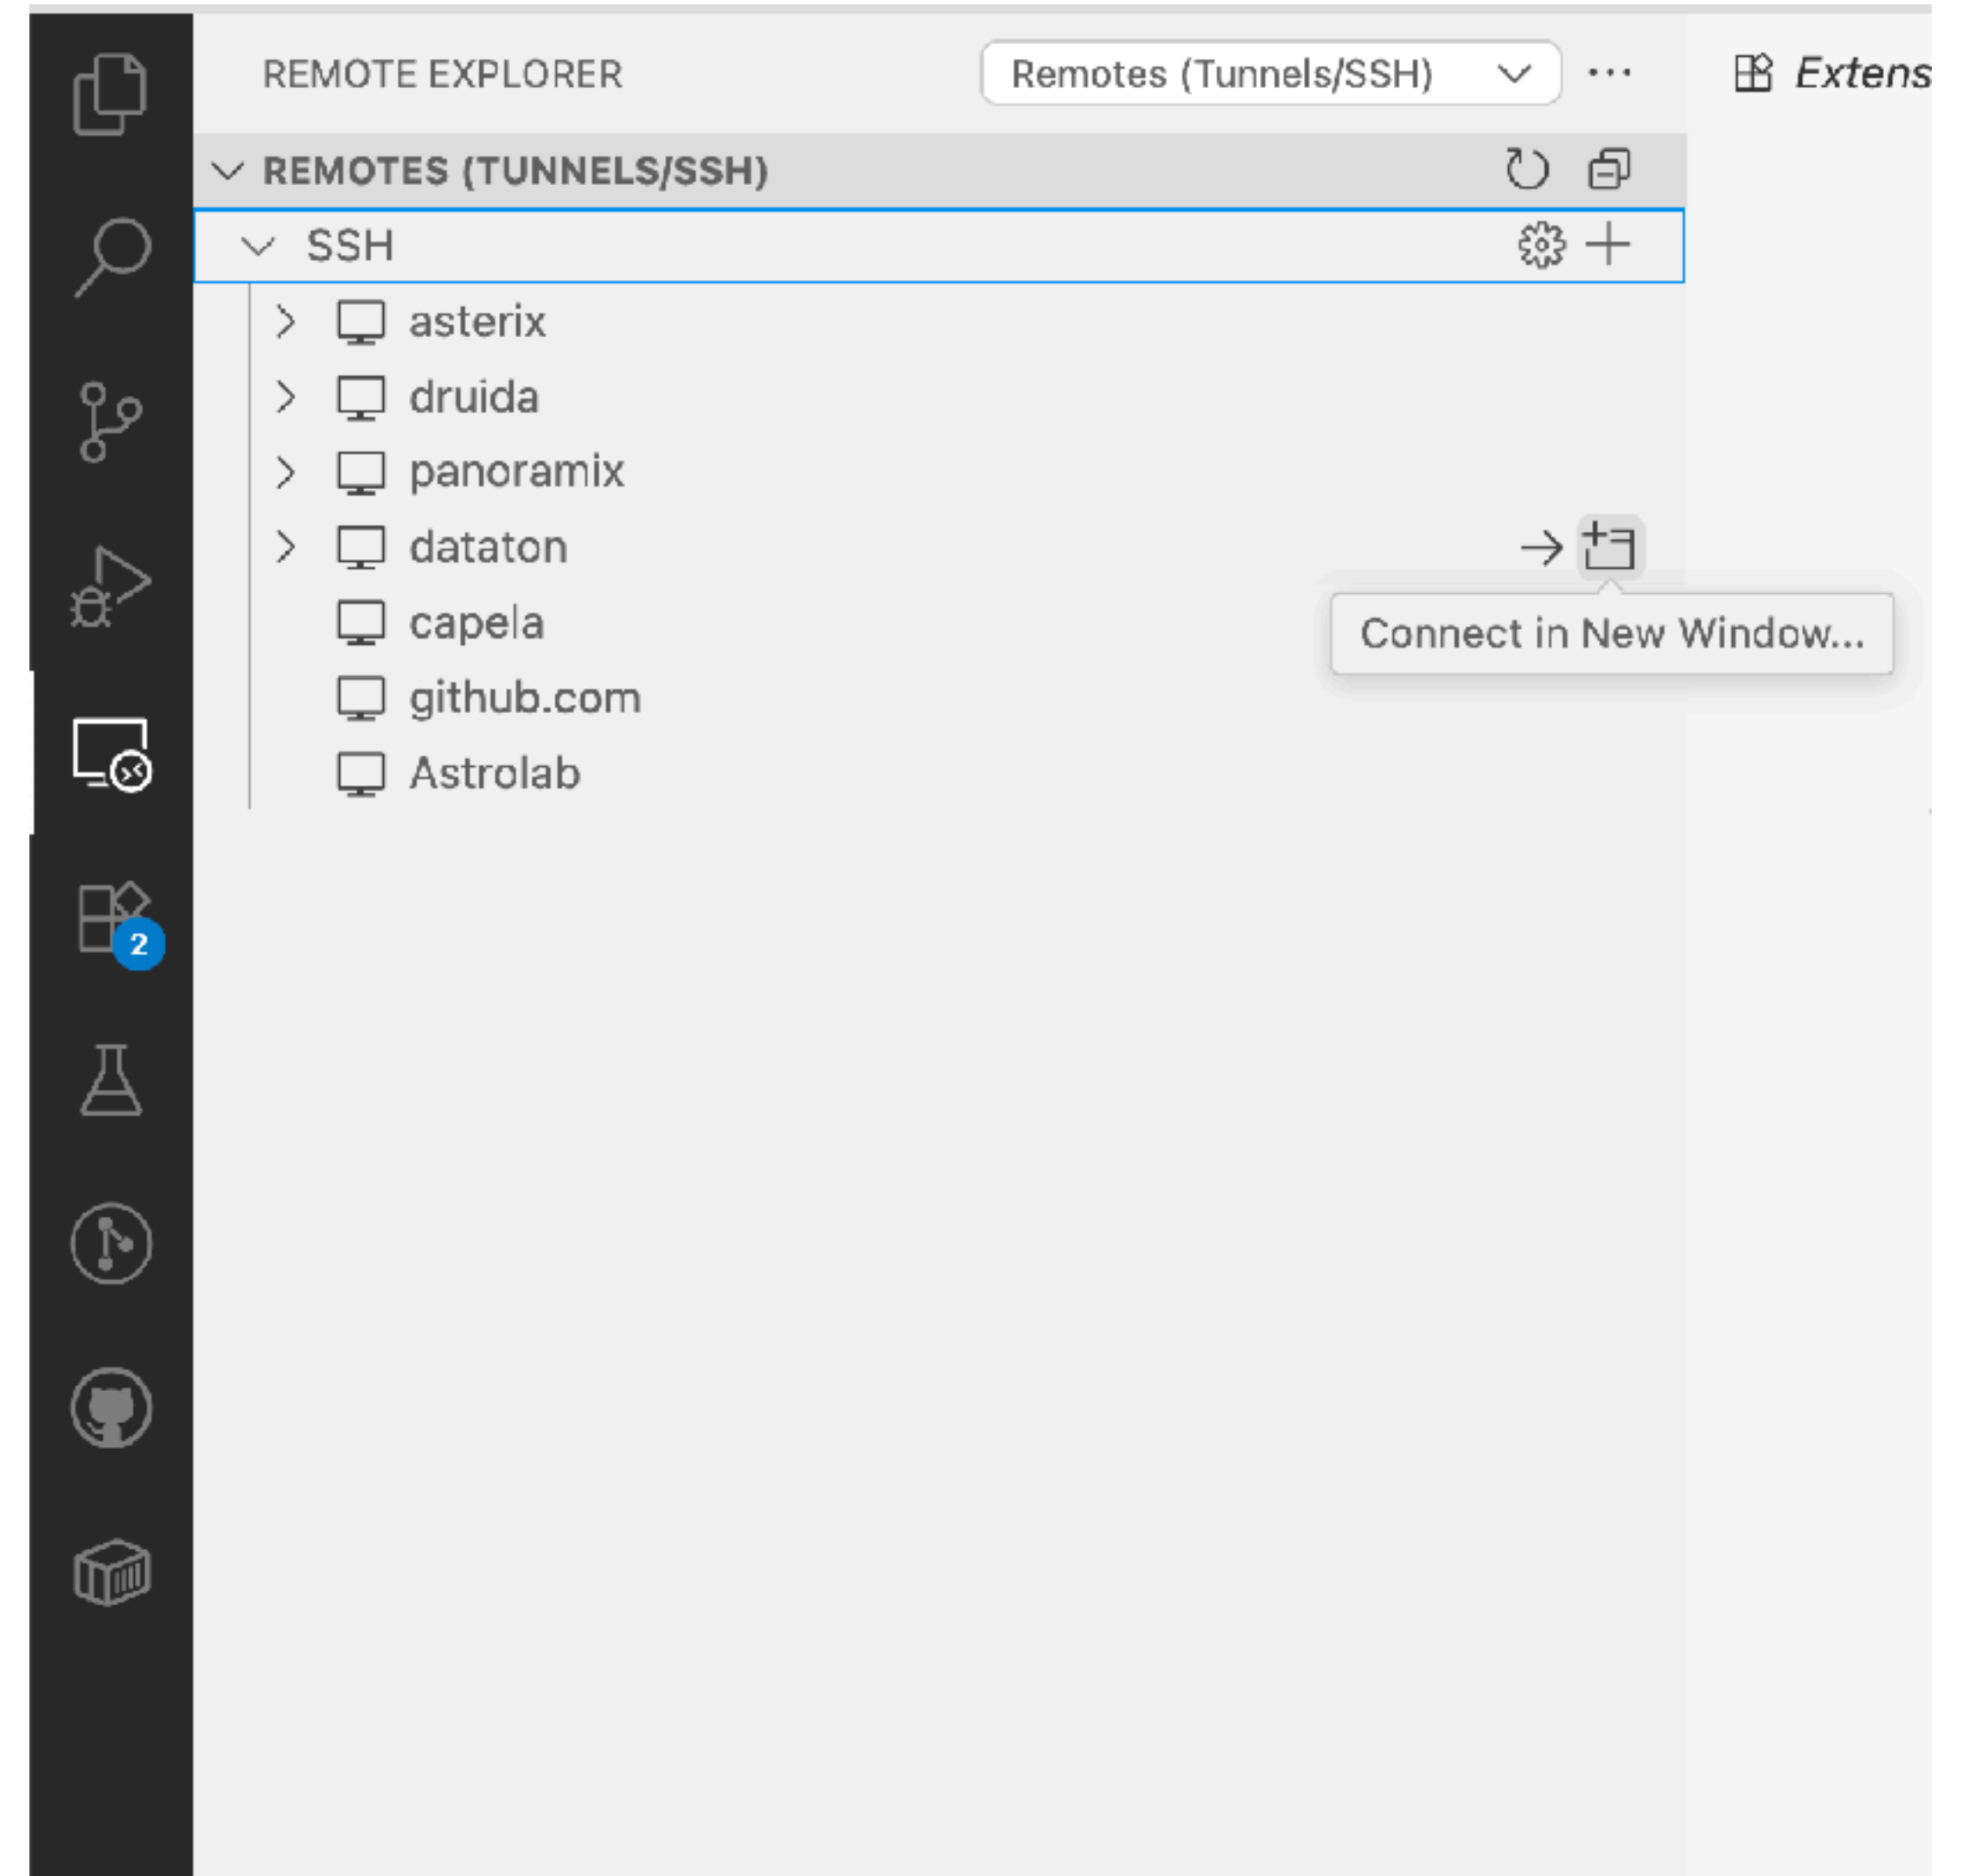 REMOTE EXPLORER Remotes (Tunnels/SSH) Extens
REMOTES (TUNNELS/SSH)
SSH
asterix
druida
panoramix
dataton
capela
Connect in New Window...
github.com
Astrolab
2